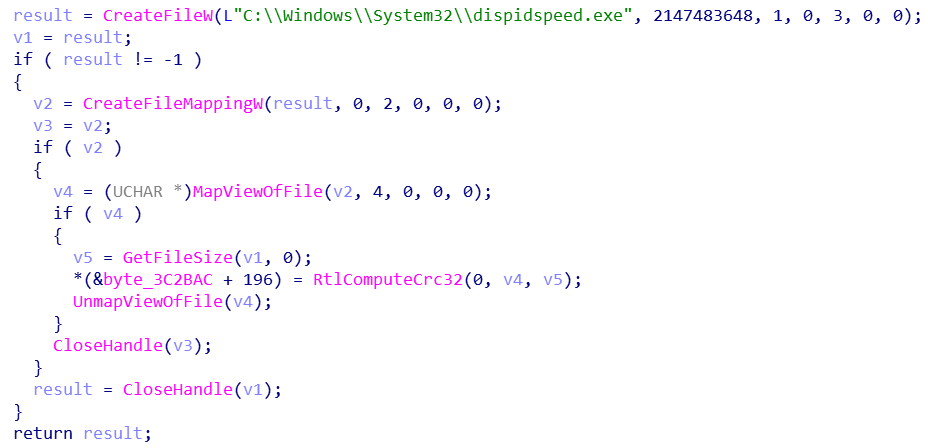 result = CreateFileW(L"C:\\Windows\\System32\\dispidspeed.exe", 2147483648, 1, 0, 3, 0, 0);
v1 = result;
if ( result != -1 )
{
  v2 = CreateFileMappingW(result, 0, 2, 0, 0, 0);
  v3 = v2;
  if ( v2 )
  {
    v4 = (UCHAR *)MapViewOfFile(v2, 4, 0, 0, 0);
    if ( v4 )
    {
      v5 = GetFileSize(v1, 0);
      *(&byte_3C2BAC + 196) = RtlComputeCrc32(0, v4, v5);
      UnmapViewOfFile(v4);
    }
    CloseHandle(v3);
  }
  result = CloseHandle(v1);
}
return result;